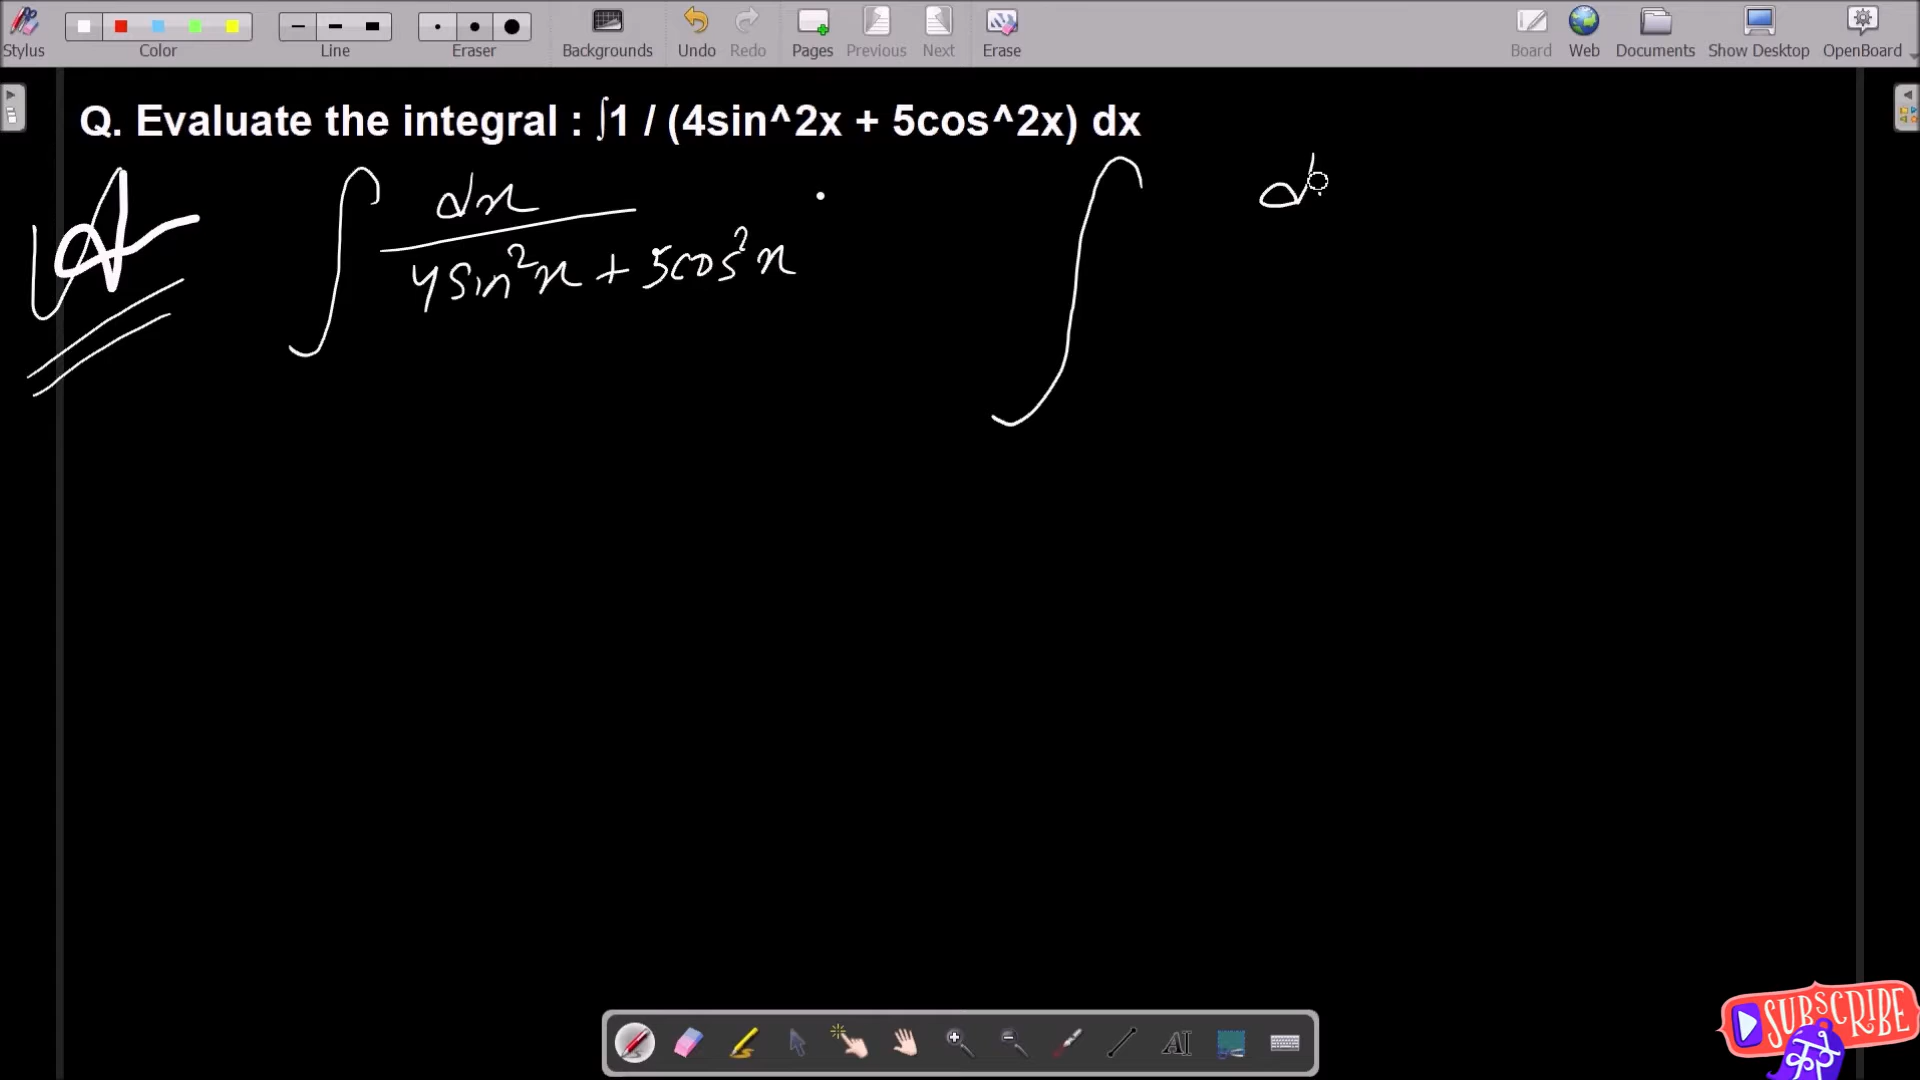 Stylus Color Line Eraser Backgrounds Undo Redo Pages Previous Next Erase Board Web Documents Show Desktop OpenBoard
Q. Evaluate the integral : ∫1 / (4sin^2x + 5cos^2x) dx
∫ dx / 4sin²x + 5cos²x ∫ d
AI
SUBSCRIBE